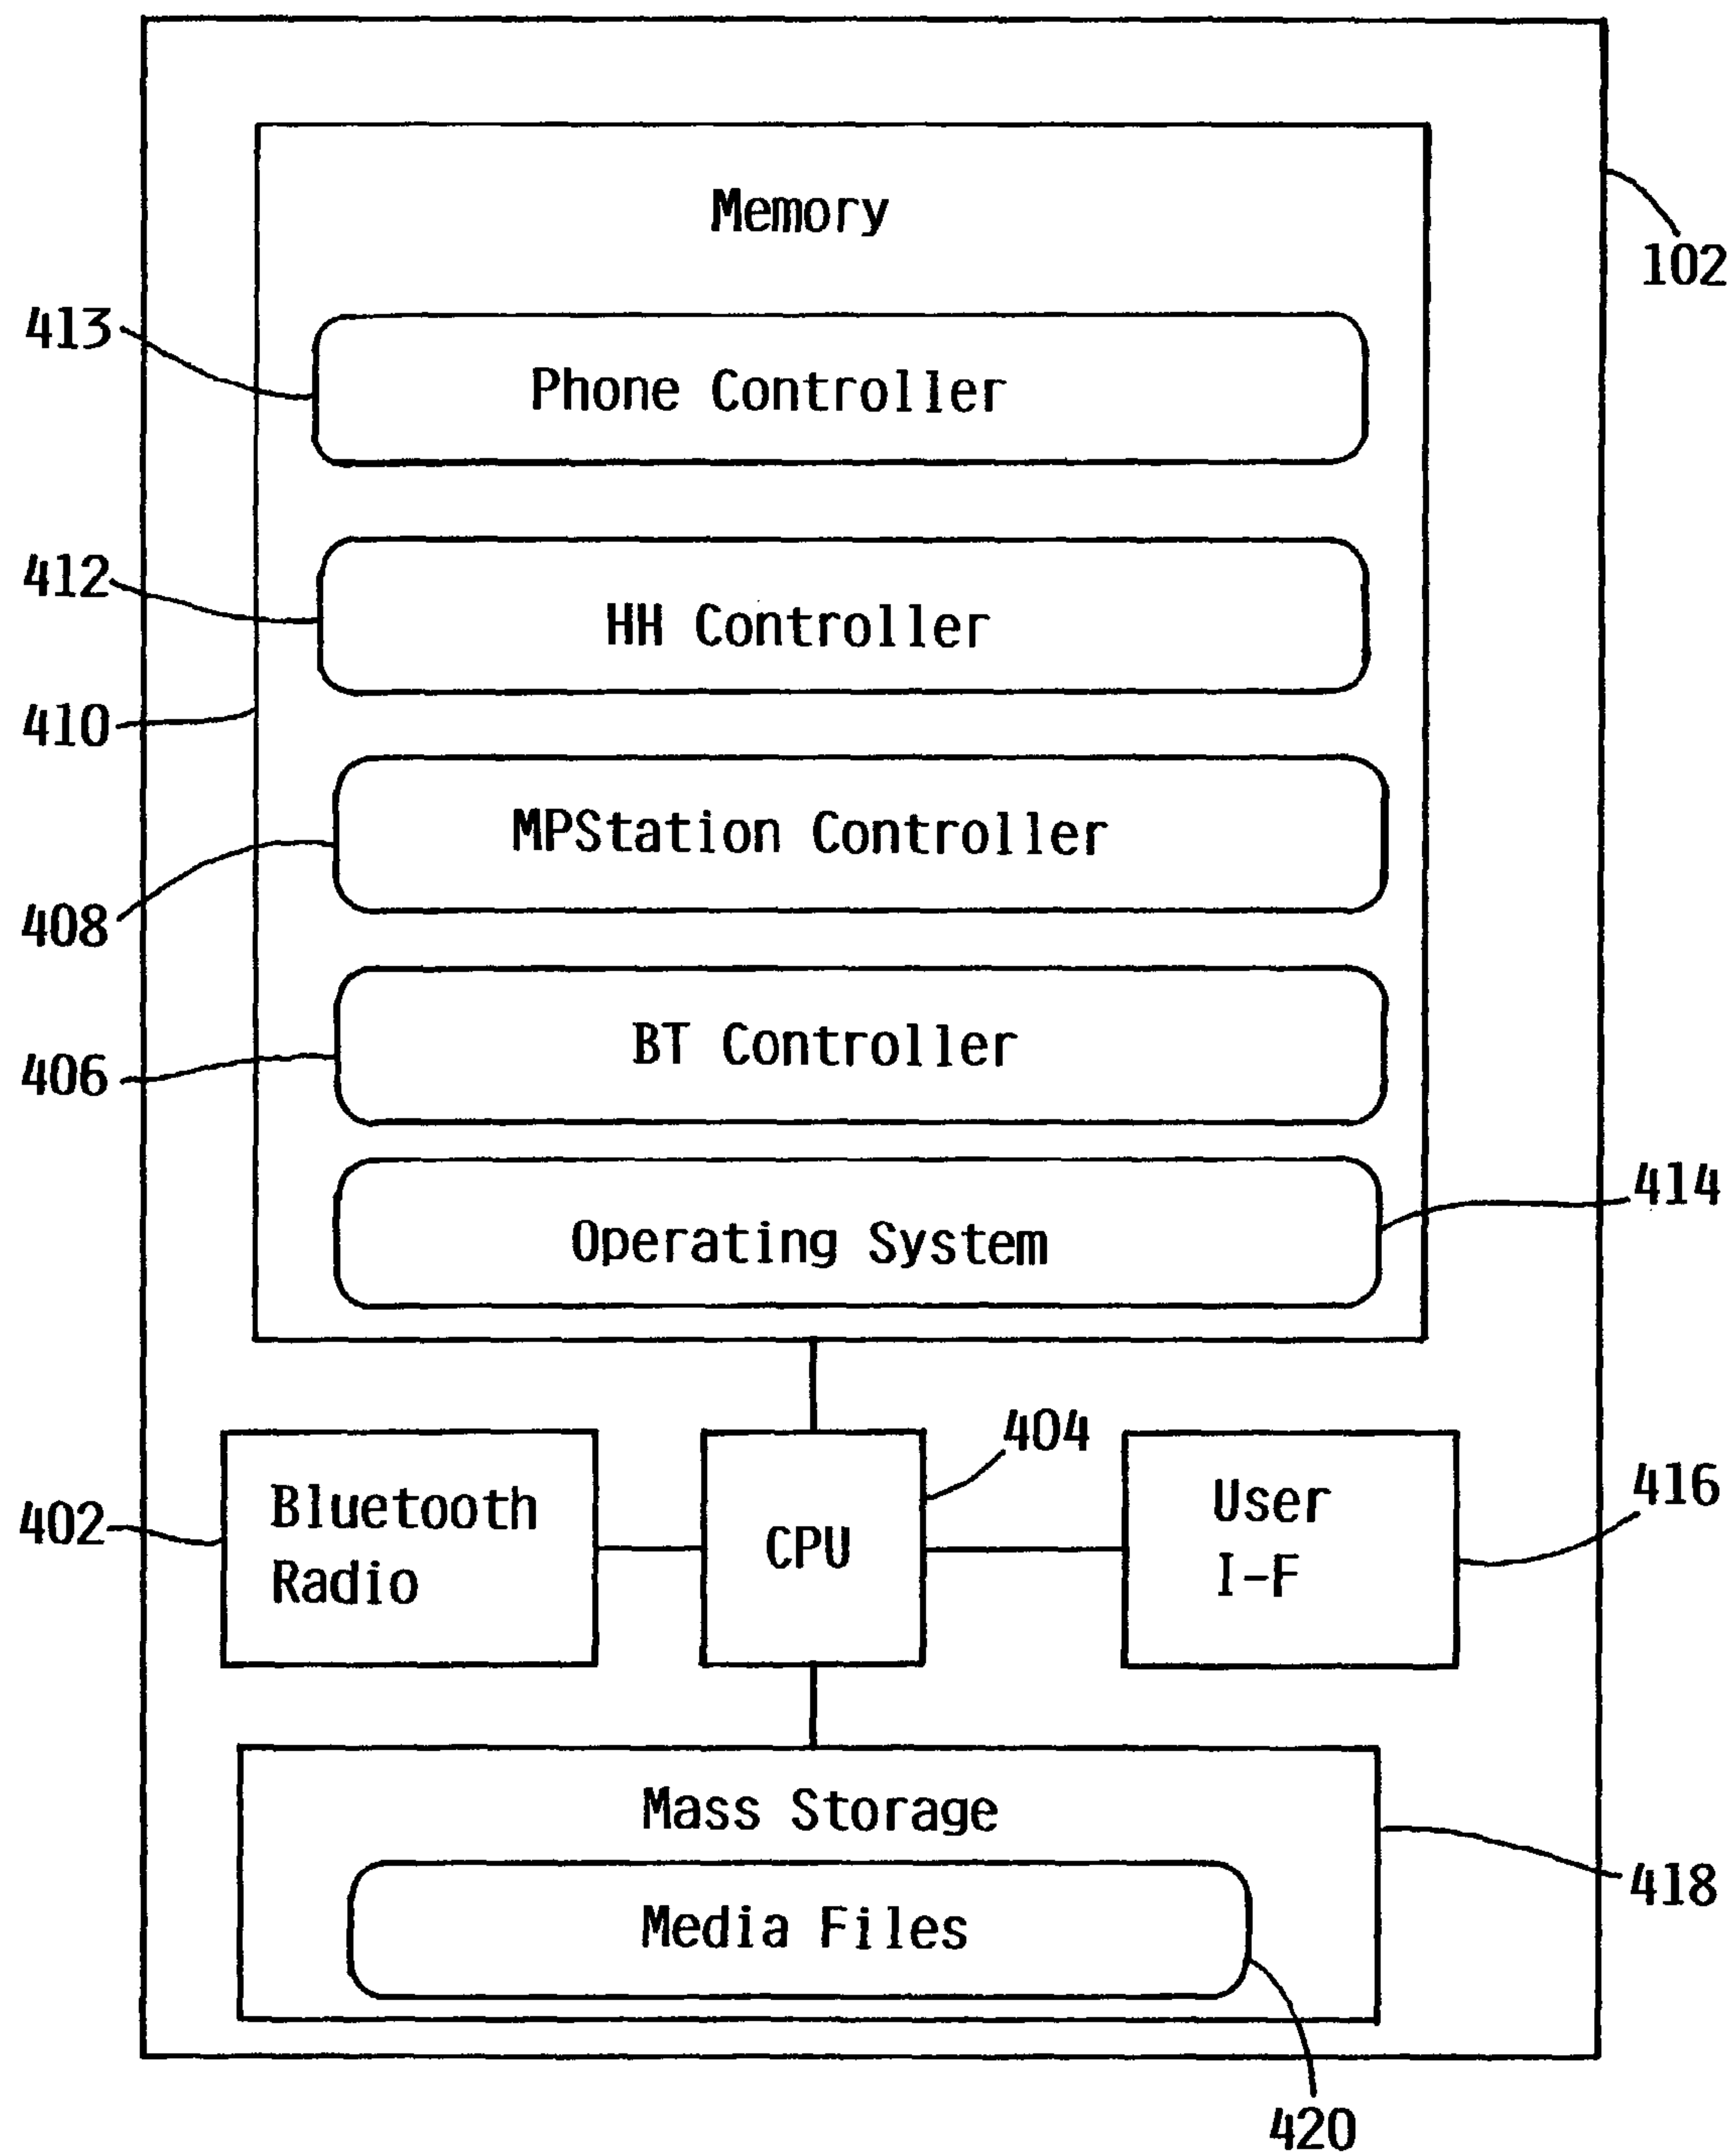 Memory
102
413
Phone Controller
412
HH Controller
410
MPStation Controller
408
BT Controller
406
414
Operating System
404
Bluetooth
Radio
402
CPU
User
I-F
416
Mass Storage
418
Media Files
420